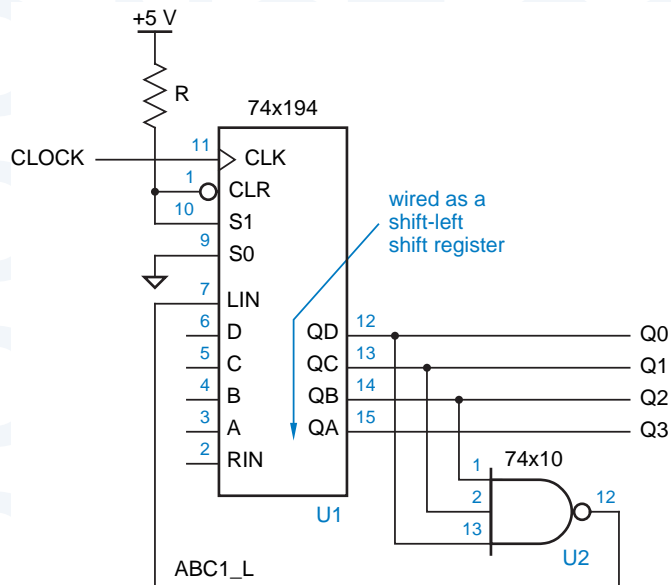 +5 V
R
74x194
CLOCK
11
CLK
1
CLR
10
S1
9
S0
7
LIN
6
D
5
C
4
B
3
A
2
RIN
wired as a
shift-left
shift register
QD
12
Q0
QC
13
Q1
QB
14
Q2
QA
15
Q3
U1
74x10
1
2
13
12
U2
ABC1_L